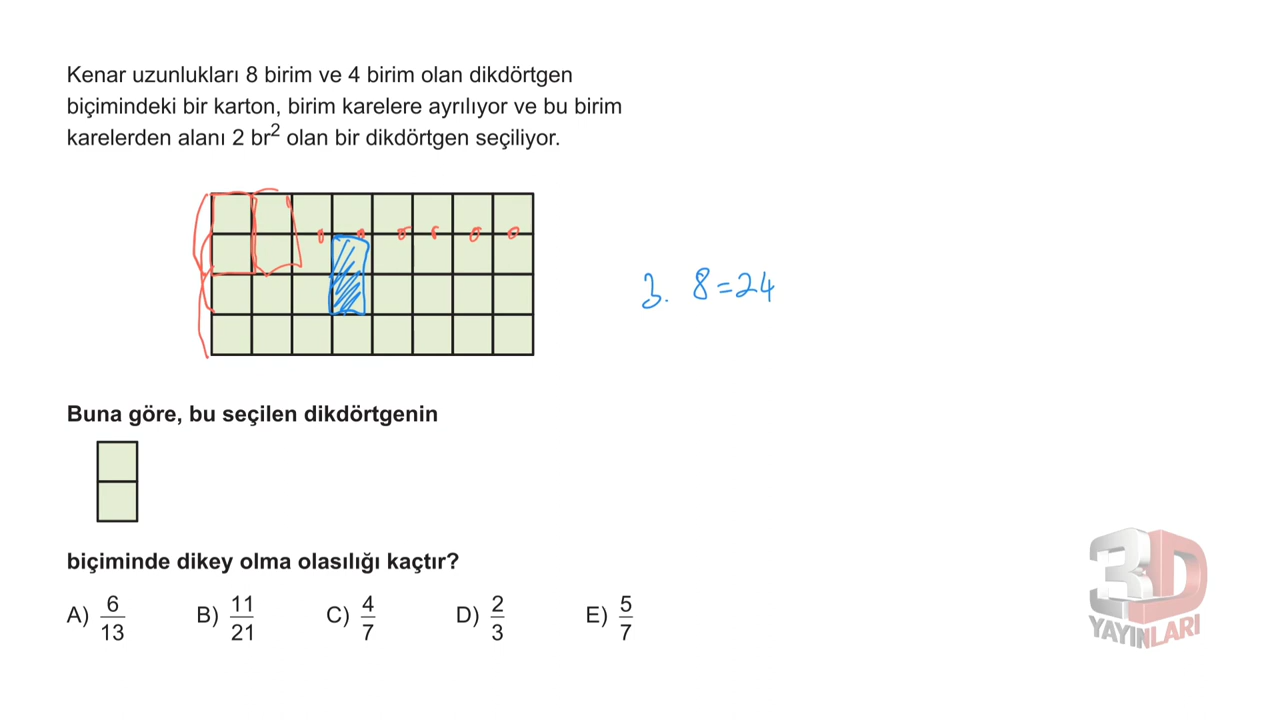 Kenar uzunlukları 8 birim ve 4 birim olan dikdörtgen
biçimindeki bir karton, birim karelere ayrılıyor ve bu birim
karelerden alanı 2 br² olan bir dikdörtgen seçiliyor.
3. 8=24
Buna göre, bu seçilen dikdörtgenin
biçiminde dikey olma olasılığı kaçtır?
A) 6/13 B) 11/21 C) 4/7 D) 2/3 E) 5/7
3D
YAYINLARI